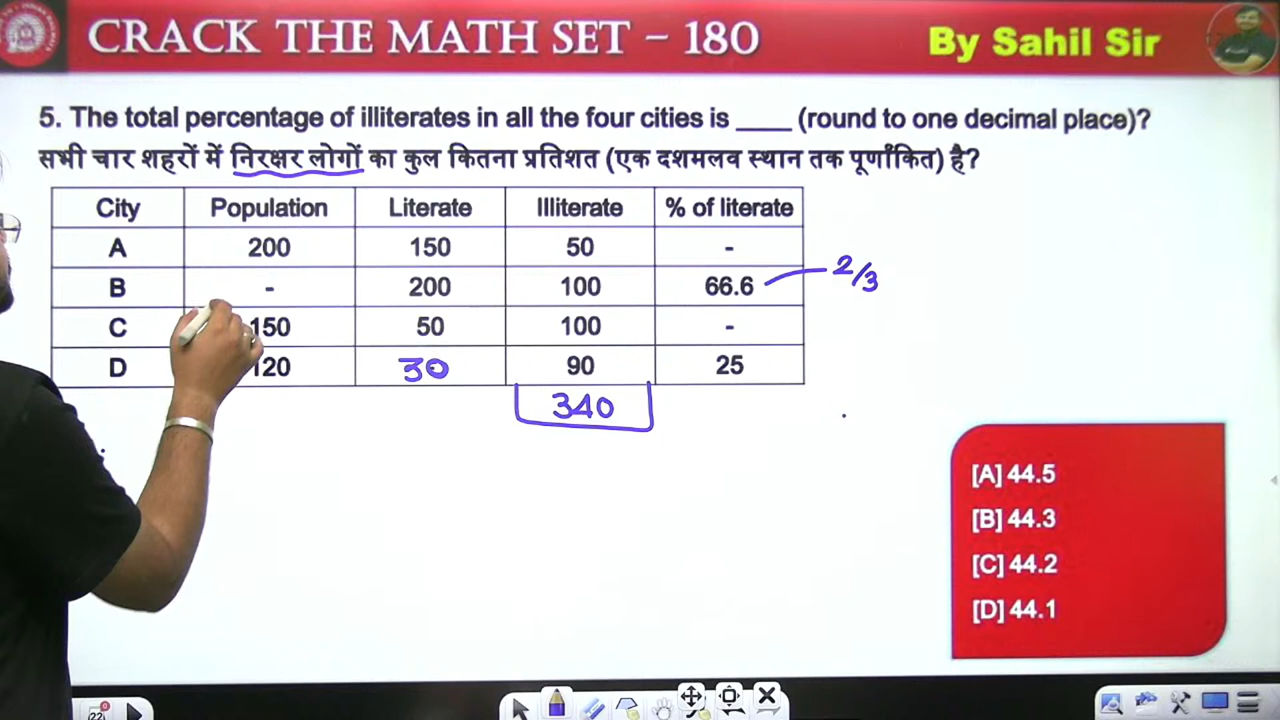 CRACK THE MATH SET – 180
By Sahil Sir
5. The total percentage of illiterates in all the four cities is ____ (round to one decimal place)?
सभी चार शहरों में निरक्षर लोगों का कुल कितना प्रतिशत (एक दशमलव स्थान तक पूर्णांकित) है?
City Population Literate Illiterate % of literate
A 200 150 50 -
B - 200 100 66.6 2/3
C 150 50 100 -
D 120 30 90 25
340
[A] 44.5
[B] 44.3
[C] 44.2
[D] 44.1
22